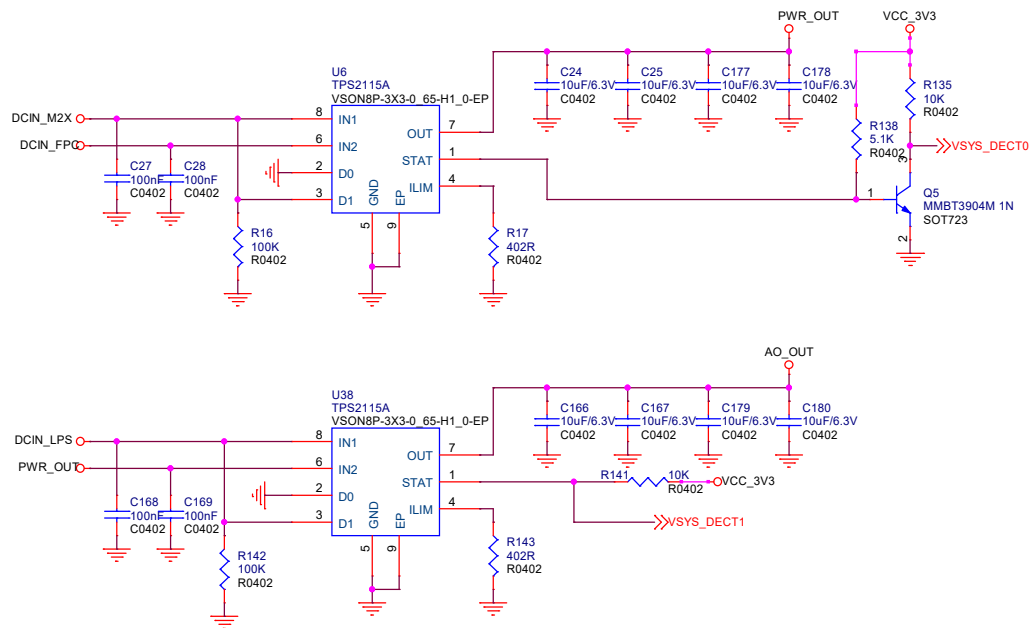 PWR_OUT
VCC_3V3
U6
TPS2115A
VSON8P-3X3-0_65-H1_0-EP
C24
10uF/6.3V
C0402
C25
10uF/6.3V
C0402
C177
10uF/6.3V
C0402
C178
10uF/6.3V
C0402
R135
10K
R0402
DCIN_M2X
8
IN1
DCIN_FPC
6
IN2
OUT
7
R138
5.1K
R0402
VSYS_DECT0
3
STAT
1
C27
100nF
C0402
C28
100nF
C0402
2
D0
3
D1
GND
EP
ILIM
4
1
Q5
MMBT3904M 1N
SOT723
2
5
9
R16
100K
R0402
R17
402R
R0402
AO_OUT
U38
TPS2115A
VSON8P-3X3-0_65-H1_0-EP
C166
10uF/6.3V
C0402
C167
10uF/6.3V
C0402
C179
10uF/6.3V
C0402
C180
10uF/6.3V
C0402
DCIN_LPS
8
IN1
PWR_OUT
6
IN2
OUT
7
STAT
1
R141
10K
R0402
VCC_3V3
2
D0
3
D1
GND
EP
ILIM
4
C168
100nF
C0402
C169
100nF
C0402
VSYS_DECT1
5
9
R142
100K
R0402
R143
402R
R0402